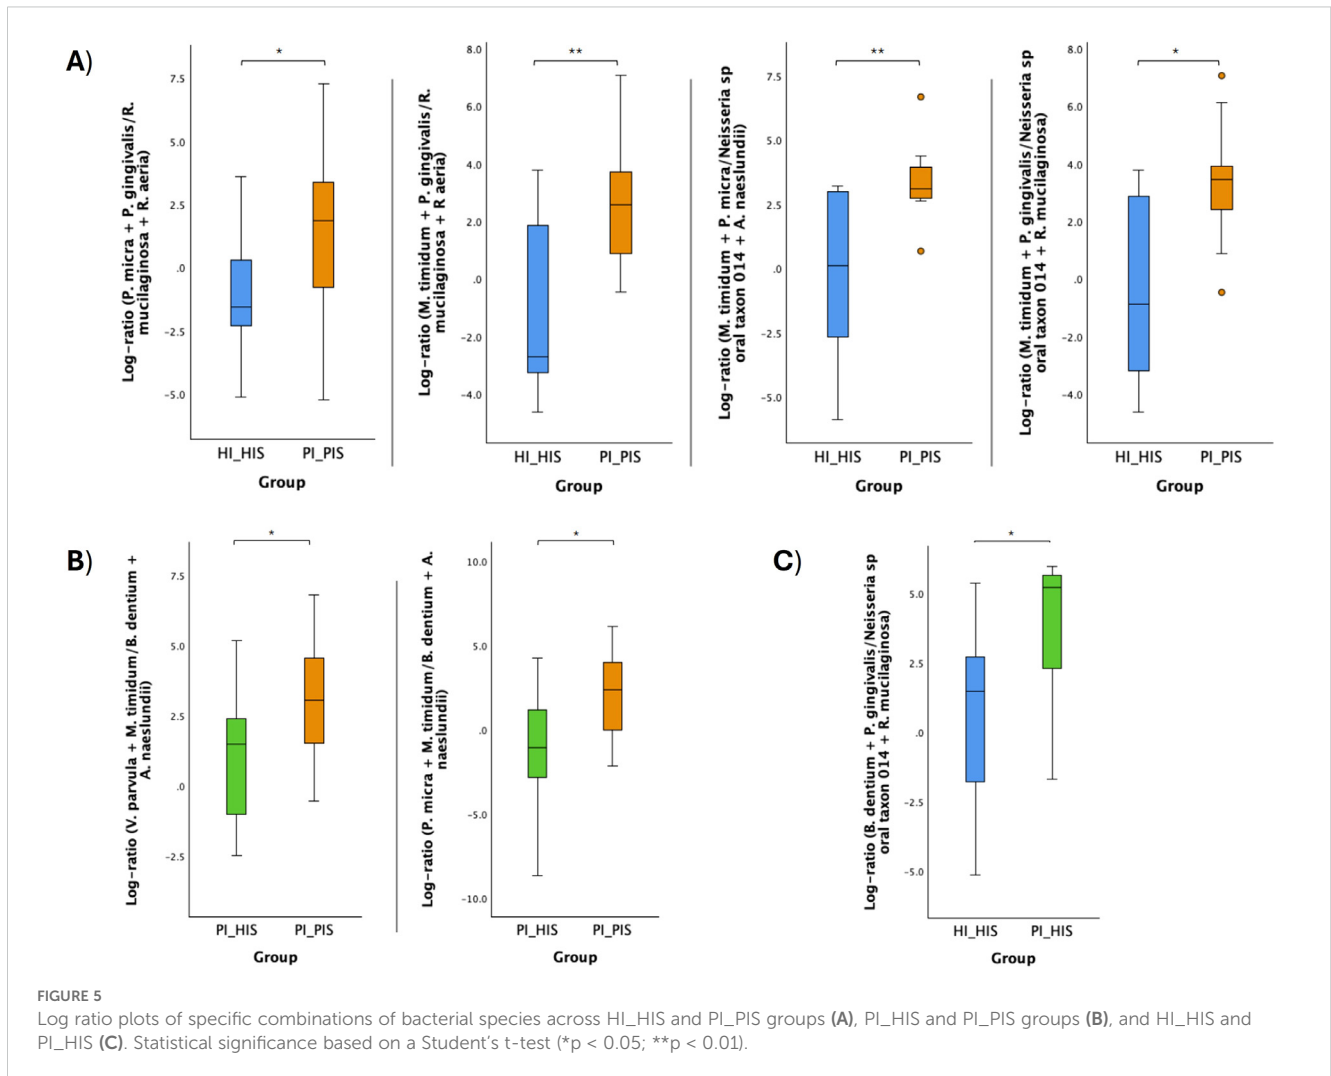 A)
Log-ratio (P. micra + P. gingivalis/R.
mucilaginosa + R. aeria)
7.5
5.0
2.5
.0
-2.5
-5.0
*
HI_HIS
PI_PIS
Group
Log-ratio (M. timidum + P. gingivalis/R.
mucilaginosa + R aeria)
8.0
6.0
4.0
2.0
.0
-2.0
-4.0
**
HI_HIS
PI_PIS
Group
Log-ratio (M. timidum + P. micra/Neisseria sp
oral taxon 014 + A. naeslundii)
7.5
5.0
2.5
.0
-2.5
-5.0
**
HI_HIS
PI_PIS
Group
Log-ratio (M. timidum + P. gingivalis/Neisseria sp
oral taxon 014 + R. mucilaginosa)
8.0
6.0
4.0
2.0
.0
-2.0
-4.0
*
HI_HIS
PI_PIS
Group
B)
Log-ratio (V. parvula + M. timidum/B. dentium +
A. naeslundii)
7.5
5.0
2.5
.0
-2.5
*
PI_HIS
PI_PIS
Group
Log-ratio (P. micra + M. timidum/B. dentium + A.
naeslundii)
10.0
5.0
.0
-5.0
-10.0
*
PI_HIS
PI_PIS
Group
C)
Log-ratio (B. dentium + P. gingivalis/Neisseria sp
oral taxon 014 + R. mucilaginosa)
5.0
2.5
.0
-2.5
-5.0
*
HI_HIS
PI_HIS
Group
FIGURE 5
Log ratio plots of specific combinations of bacterial species across HI_HIS and PI_PIS groups (A), PI_HIS and PI_PIS groups (B), and HI_HIS and
PI_HIS (C). Statistical significance based on a Student's t-test (*p < 0.05; **p < 0.01).